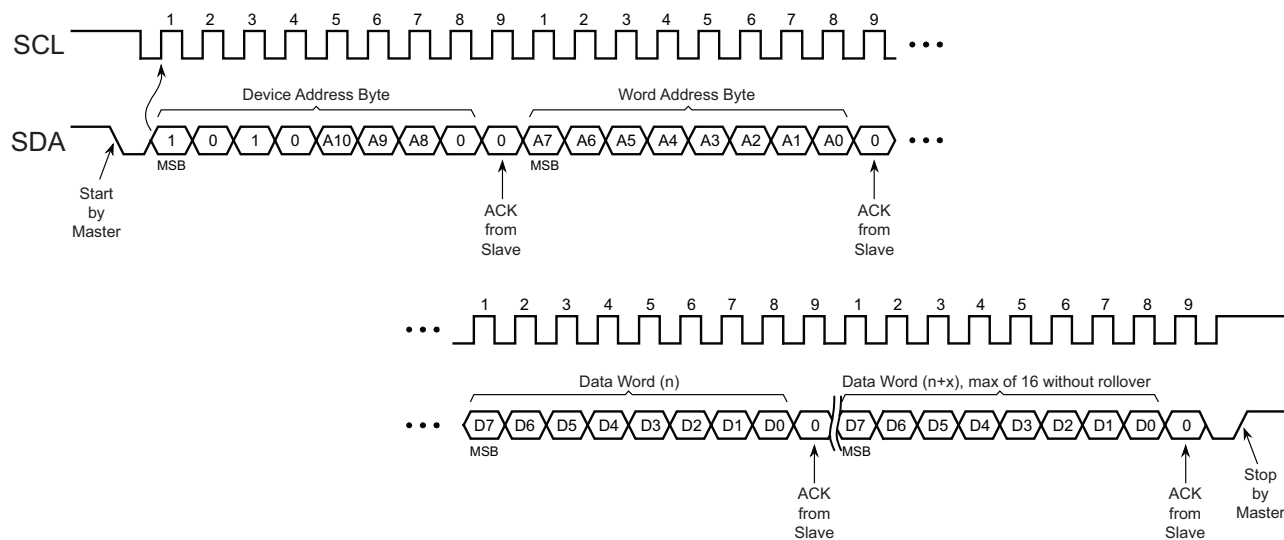 1 2 3 4 5 6 7 8 9 1 2 3 4 5 6 7 8 9
SCL
•••
Device Address Byte Word Address Byte
SDA
1 0 1 0 A10 A9 A8 0 0 A7 A6 A5 A4 A3 A2 A1 A0 0
•••
MSB MSB
Start
by
Master
ACK
from
Slave
ACK
from
Slave
1 2 3 4 5 6 7 8 9 1 2 3 4 5 6 7 8 9
•••
Data Word (n) Data Word (n+x), max of 16 without rollover
•••
D7 D6 D5 D4 D3 D2 D1 D0 0 D7 D6 D5 D4 D3 D2 D1 D0 0
MSB MSB
ACK
from
Slave
ACK
from
Slave
Stop
by
Master